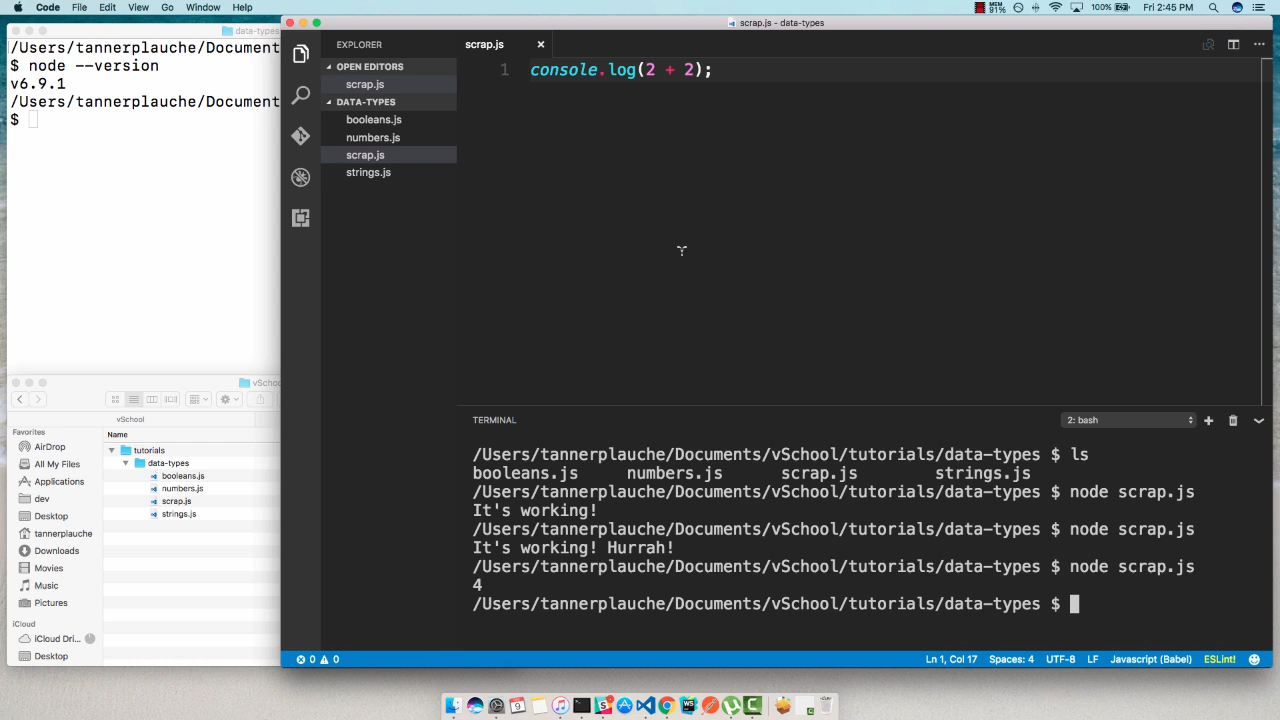 Code File Edit View Go Window Help
MEM 91% 100% Fri 2:45 PM
data-types
/Users/tannerplauche/Document
$ node --version
v6.9.1
/Users/tannerplauche/Document
$
vSchool
vSchool
Favorites
AirDrop
All My Files
Applications
dev
Desktop
tannerplauche
Downloads
Movies
Music
Pictures
iCloud
iCloud Dri...
Desktop
Name
tutorials
data-types
booleans.js
numbers.js
scrap.js
strings.js
scrap.js - data-types
EXPLORER
OPEN EDITORS
scrap.js
DATA-TYPES
booleans.js
numbers.js
scrap.js
strings.js
scrap.js
1 console.log(2 + 2);
TERMINAL
2: bash
/Users/tannerplauche/Documents/vSchool/tutorials/data-types $ ls
booleans.js numbers.js scrap.js strings.js
/Users/tannerplauche/Documents/vSchool/tutorials/data-types $ node scrap.js
It's working!
/Users/tannerplauche/Documents/vSchool/tutorials/data-types $ node scrap.js
It's working! Hurrah!
/Users/tannerplauche/Documents/vSchool/tutorials/data-types $ node scrap.js
4
/Users/tannerplauche/Documents/vSchool/tutorials/data-types $
0 0
Ln 1, Col 17 Spaces: 4 UTF-8 LF Javascript (Babel) ESLint!